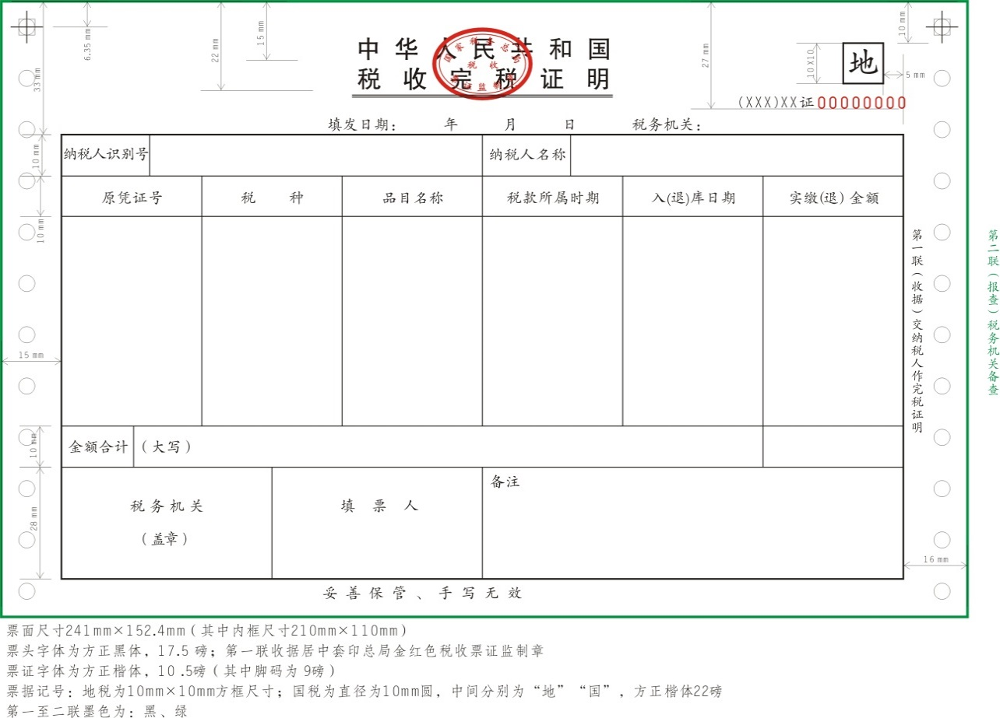 10 mm
6.35 mm
15 mm
22 mm
27 mm
中华人民共和国
税收完税证明
国家税务总局
税收
监
10X10
地
5 mm
33 mm
(XXX)XX证00000000
填发日期: 年 月 日 税务机关:
10 mm
纳税人识别号 纳税人名称
原凭证号 税 种 品目名称 税款所属时期 入(退)库日期 实缴(退)金额
10 mm
第一联(收据)交纳税人作完税证明
第二联(报查)税务机关备查
15 mm
10 mm
金额合计 (大写)
28 mm
税务机关 填 票 人 备注
(盖章)
16 mm
妥善保管、手写无效
票面尺寸241mm×152.4mm(其中内框尺寸210mm×110mm)
票头字体为方正黑体, 17.5 磅; 第一联收据居中套印总局金红色税收票证监制章
票证字体为方正楷体, 10 .5磅(其中脚码为 9磅)
票据记号: 地税为10mm×10mm方框尺寸; 国税为直径为10mm圆, 中间分别为“地”“国”, 方正楷体22磅
第一至二联墨色为: 黑、绿